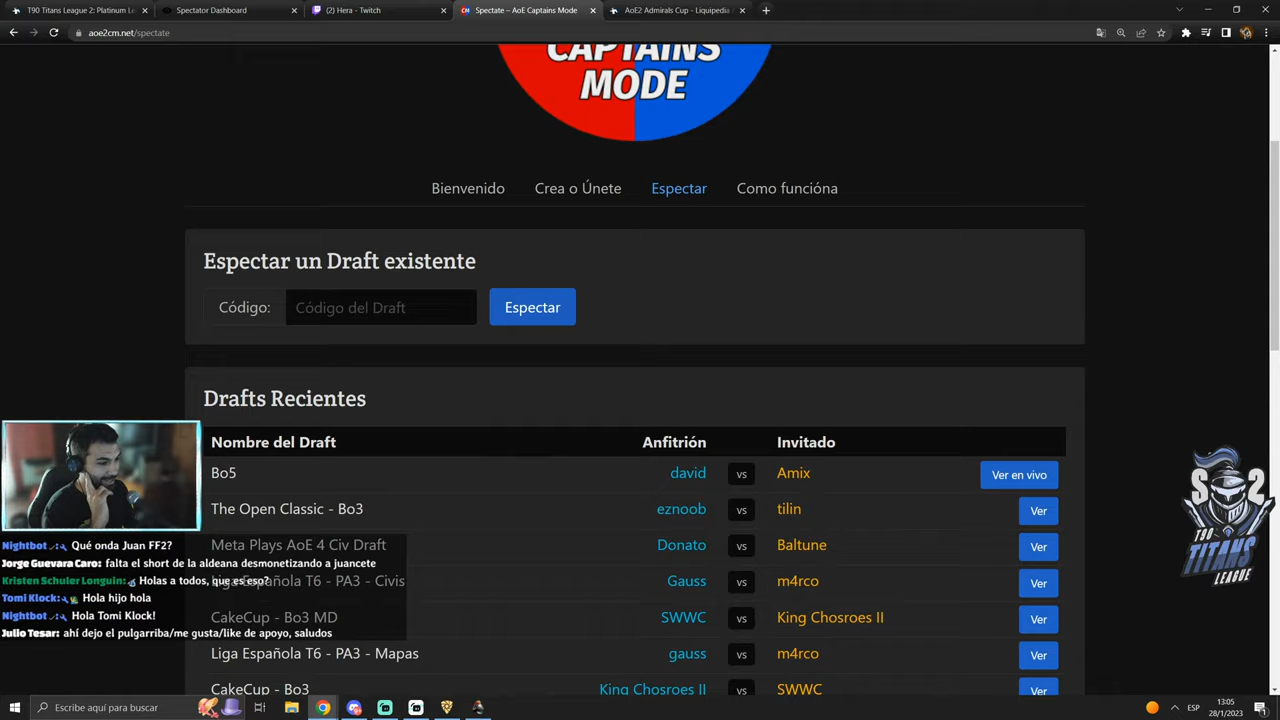 T90 Titans League 2: Platinum Le
Spectator Dashboard
(2) Hera - Twitch
Spectate – AoE Captains Mode
AoE2 Admirals Cup - Liquipedia
aoe2cm.net/spectate
CAPTAINS
MODE
Bienvenido
Crea o Únete
Espectar
Como funcióna
Espectar un Draft existente
Código:
Código del Draft
Espectar
Drafts Recientes
Nombre del Draft Anfitrión Invitado
Bo5 david vs Amix Ver en vivo
The Open Classic - Bo3 eznoob vs tilin Ver
Meta Plays AoE 4 Civ Draft Donato vs Baltune Ver
Liga Española T6 - PA3 - Civis Gauss vs m4rco Ver
CakeCup - Bo3 MD SWWC vs King Chosroes II Ver
Liga Española T6 - PA3 - Mapas gauss vs m4rco Ver
CakeCup - Bo3 King Chosroes II vs SWWC Ver
Nightbot: Qué onda Juan FF2?
Jorge Guevara Caro: falta el short de la aldeana desmonetizando a juancete
Kristen Schuler Longuin: Holas a todos, que es eso?
Tomi Klock: Hola hijo hola
Nightbot: Hola Tomi Klock!
Julio Tesar: ahí dejo el pulgarriba/me gusta/like de apoyo, saludos
S 2
T90
TITANS
LEAGUE
Escribe aquí para buscar
ESP
13:05
28/1/2023
1